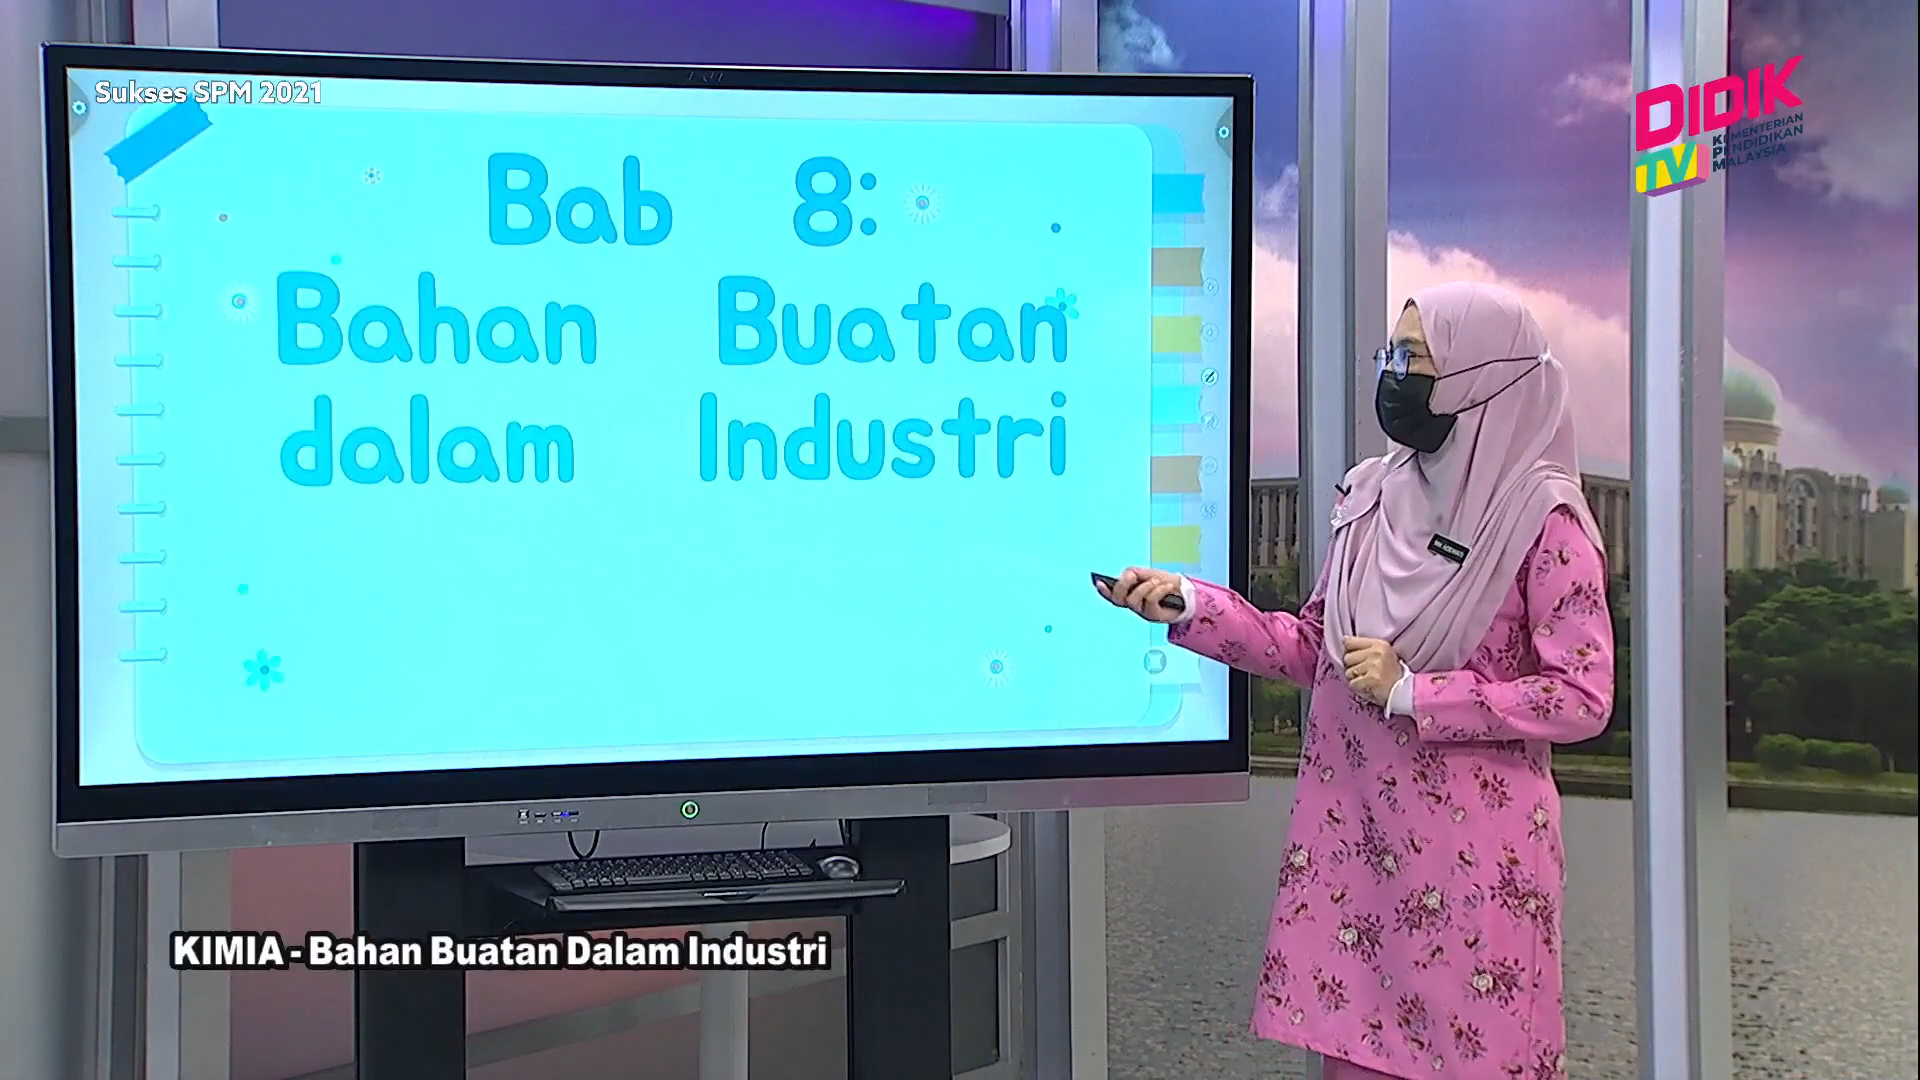 Sukses SPM 2021
Bab 8:
Bahan Buatan
dalam Industri
DIDIK
TV
KEMENTERIAN
PENDIDIKAN
MALAYSIA
KIMIA - Bahan Buatan Dalam Industri